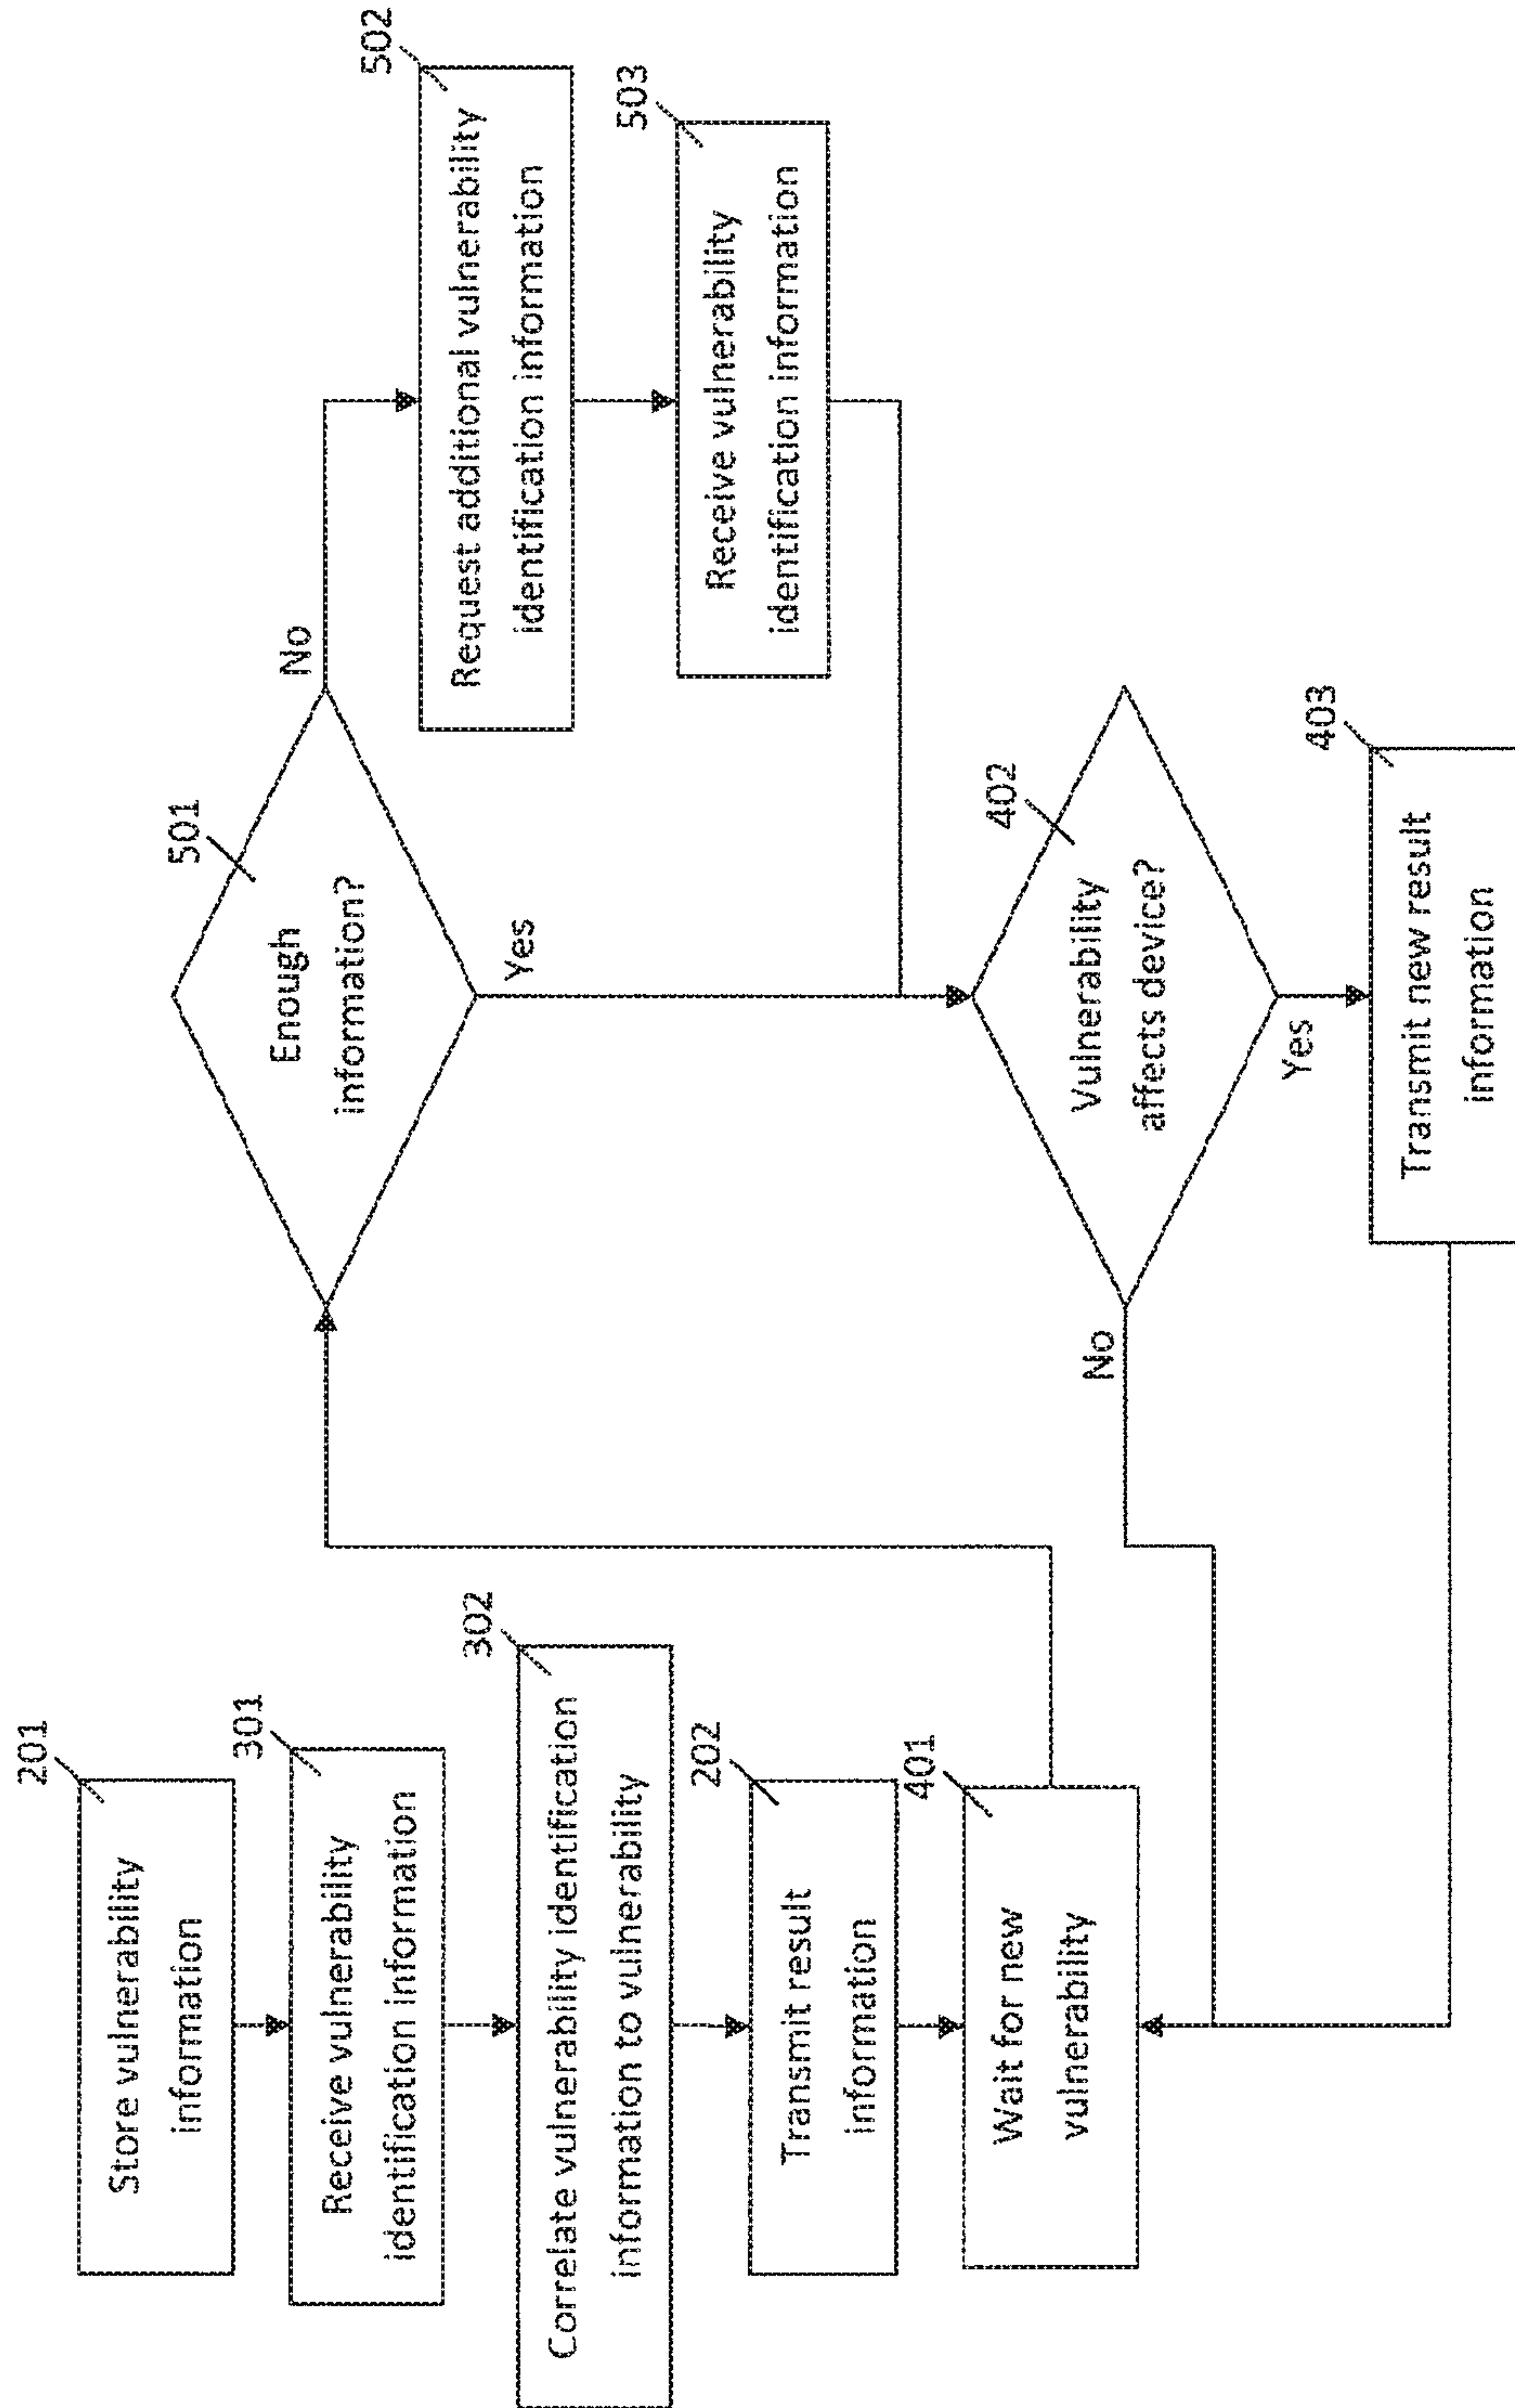 201
Store vulnerability
information
301
Receive vulnerability
identification information
302
Correlate vulnerability identification
information to vulnerability
202
Transmit result
information
401
Wait for new
vulnerability
501
Enough
information?
No
Yes
502
Request additional vulnerability
identification information
503
Receive vulnerability
identification information
402
Vulnerability
affects device?
No
Yes
403
Transmit new result
information